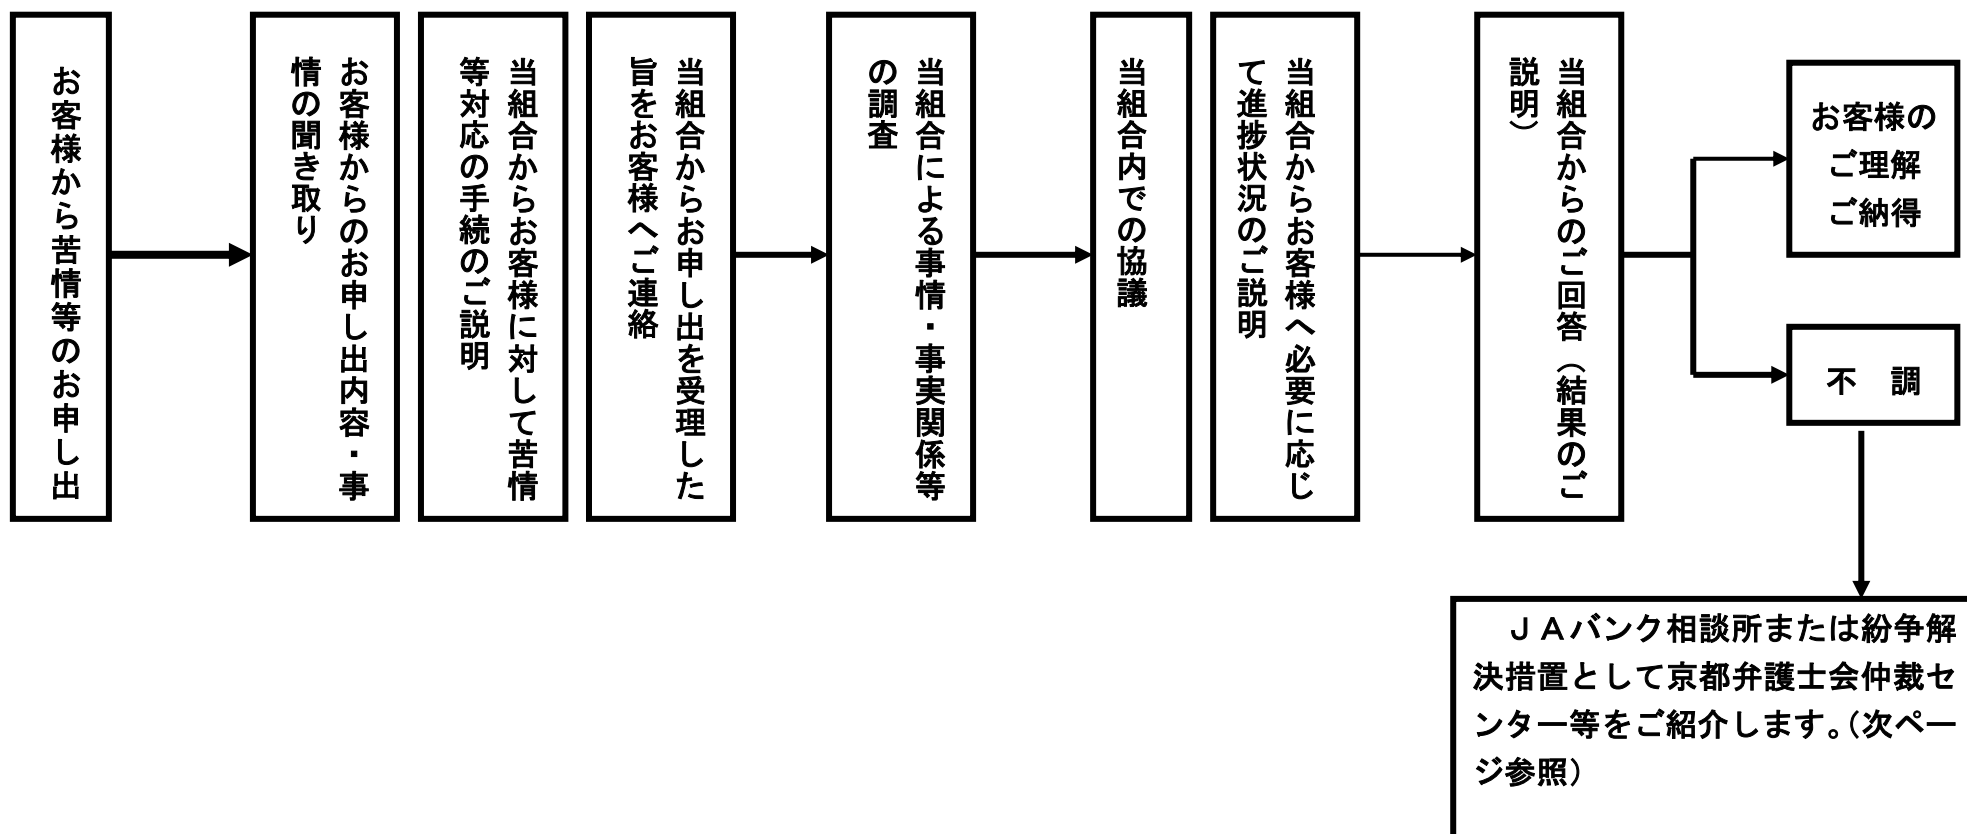 お客様から苦情等のお申し出
お客様からのお申し出内容・事
情の聞き取り
当組合からお客様に対して苦情
等対応の手続のご説明
当組合からお申し出を受理した
旨をお客様へご連絡
当組合による事情・事実関係等
の調査
当組合内での協議
当組合からお客様へ必要に応じ
て進捗状況のご説明
当組合からのご回答（結果のご
説明）
お客様の
ご理解
ご納得
不　調
ＪＡバンク相談所または紛争解
決措置として京都弁護士会仲裁セ
ンター等をご紹介します。（次ペー
ジ参照）